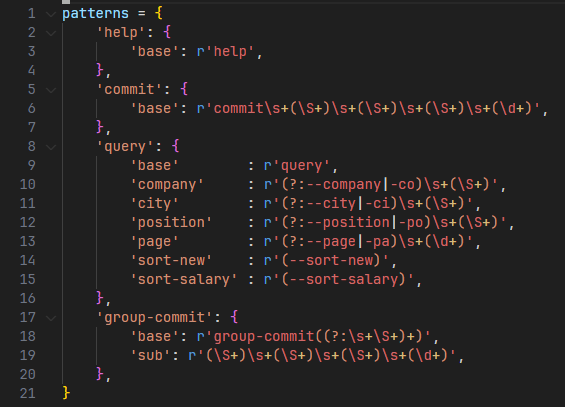 1 patterns = {
2     'help': {
3         'base': r'help',
4     },
5     'commit': {
6         'base': r'commit\s+(\S+)\s+(\S+)\s+(\S+)\s+(\d+)',
7     },
8     'query': {
9         'base'        : r'query',
10         'company'     : r'(?:--company|-co)\s+(\S+)',
11         'city'        : r'(?:--city|-ci)\s+(\S+)',
12         'position'    : r'(?:--position|-po)\s+(\S+)',
13         'page'        : r'(?:--page|-pa)\s+(\d+)',
14         'sort-new'    : r'(--sort-new)',
15         'sort-salary' : r'(--sort-salary)',
16     },
17     'group-commit': {
18         'base': r'group-commit((?:\s+\S+)+)',
19         'sub': r'(\S+)\s+(\S+)\s+(\S+)\s+(\d+)',
20     },
21 }